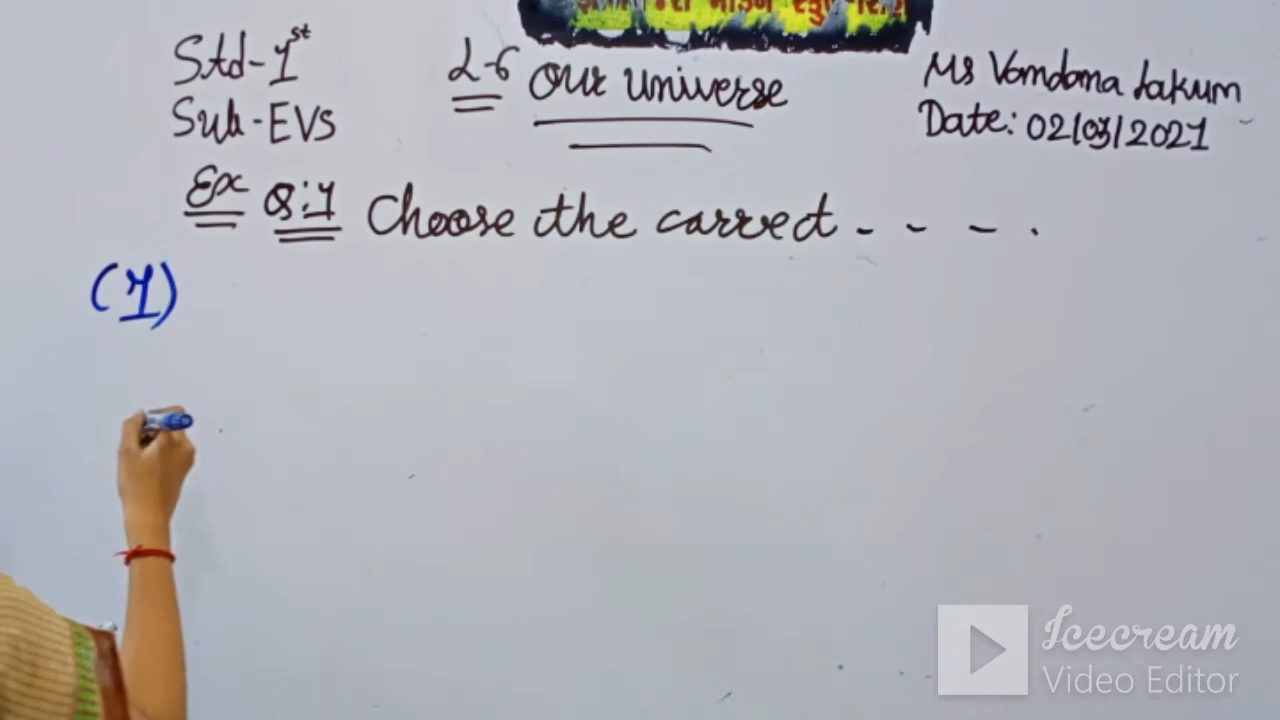 મોડર્ન સ્કુલ
Std-1st
Sub-EVS
L-6 Our universe
Ms Vandana Lakum
Date: 02/03/2021
Ex Q:1 Choose the carrect - - - .
(1)
Icecream
Video Editor